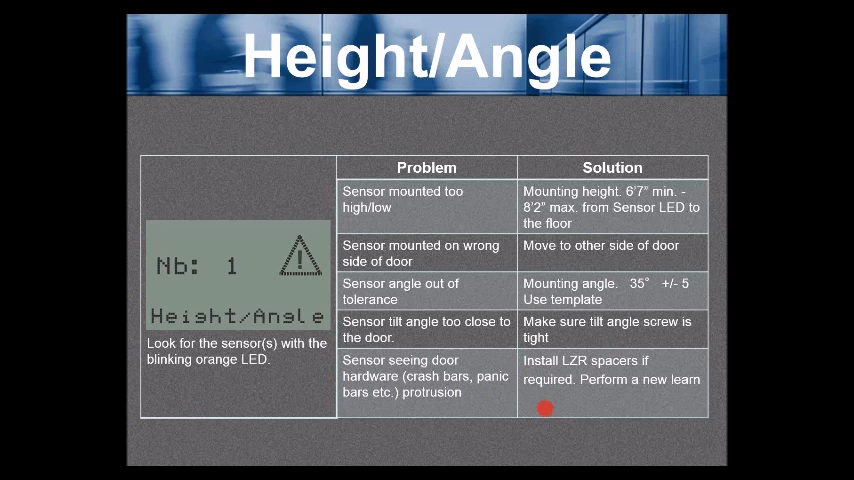 Height/Angle
Nb: 1
Height/Angle
Look for the sensor(s) with the
blinking orange LED.
Problem
Solution
Sensor mounted too
high/low
Mounting height. 6'7" min. -
8'2" max. from Sensor LED to
the floor
Sensor mounted on wrong
side of door
Move to other side of door
Sensor angle out of
tolerance
Mounting angle. 35° +/- 5
Use template
Sensor tilt angle too close to
the door.
Make sure tilt angle screw is
tight
Sensor seeing door
hardware (crash bars, panic
bars etc.) protrusion
Install LZR spacers if
required. Perform a new learn